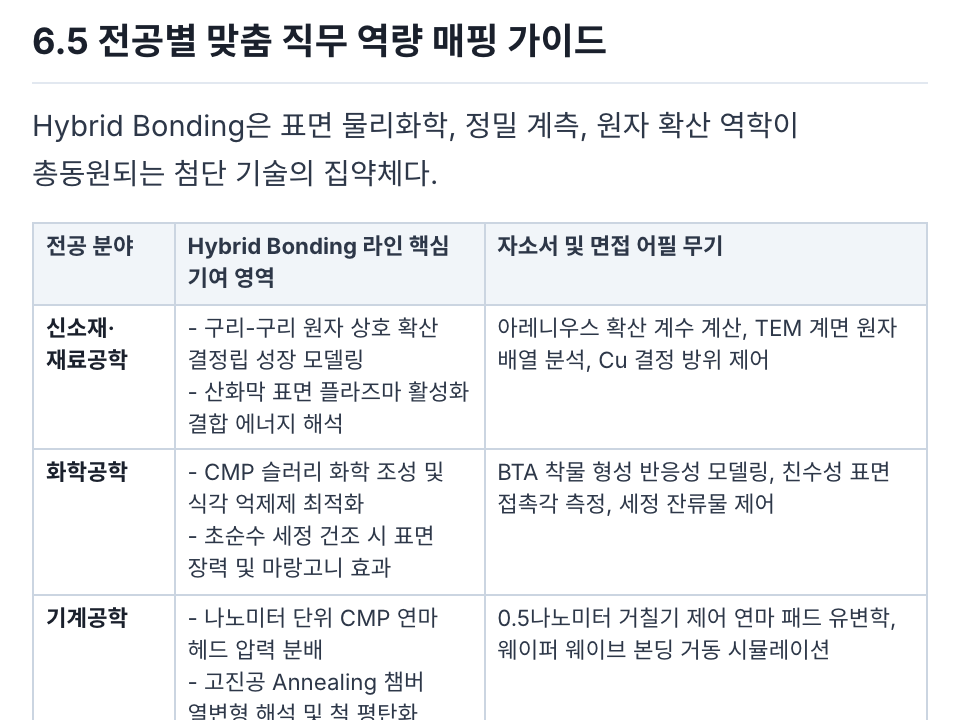 6.5 전공별 맞춤 직무 역량 매핑 가이드
Hybrid Bonding은 표면 물리화학, 정밀 계측, 원자 확산 역학이
총동원되는 첨단 기술의 집약체다.
전공 분야
Hybrid Bonding 라인 핵심
기여 영역
자소서 및 면접 어필 무기
신소재·
재료공학
- 구리-구리 원자 상호 확산
결정립 성장 모델링
- 산화막 표면 플라즈마 활성화
결합 에너지 해석
아레니우스 확산 계수 계산, TEM 계면 원자
배열 분석, Cu 결정 방위 제어
화학공학
- CMP 슬러리 화학 조성 및
식각 억제제 최적화
- 초순수 세정 건조 시 표면
장력 및 마랑고니 효과
BTA 착물 형성 반응성 모델링, 친수성 표면
접촉각 측정, 세정 잔류물 제어
기계공학
- 나노미터 단위 CMP 연마
헤드 압력 분배
- 고진공 Annealing 챔버
열변형 해석 및 척 평탄화
0.5나노미터 거칠기 제어 연마 패드 유변학,
웨이퍼 웨이브 본딩 거동 시뮬레이션